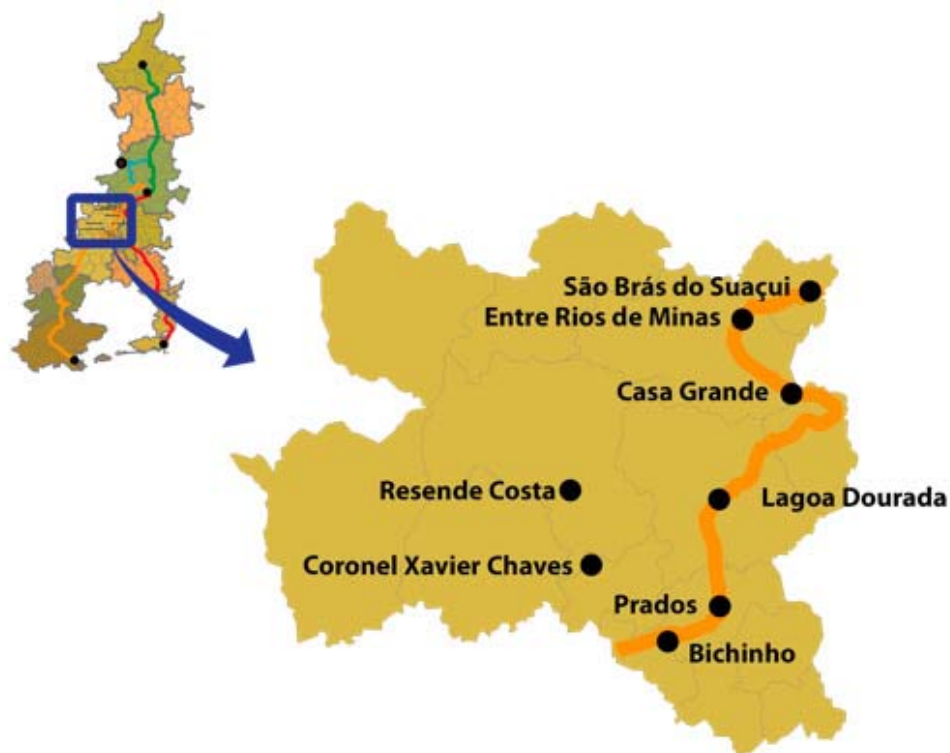 São Brás do Suaçui
Entre Rios de Minas
Casa Grande
Resende Costa
Lagoa Dourada
Coronel Xavier Chaves
Prados
Bichinho